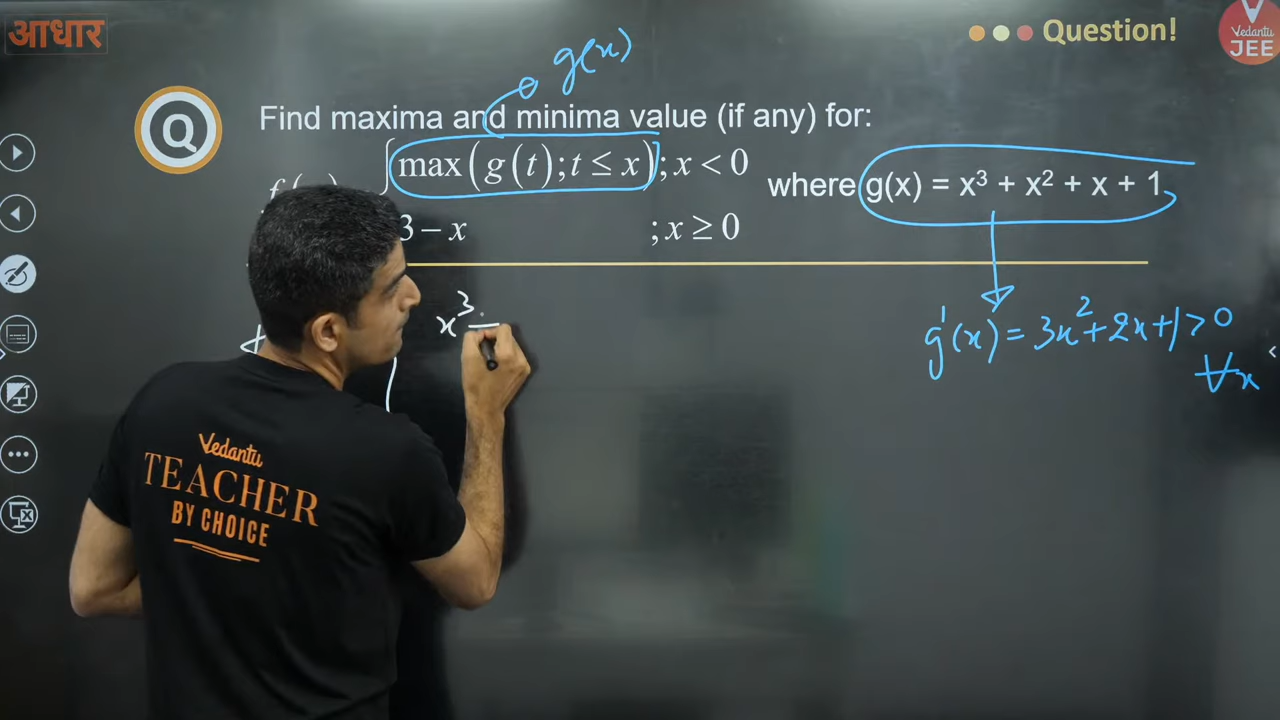 आधार
Question!
Vedantu
JEE
g(x)
Q
Find maxima and minima value (if any) for:
max(g(t); t ≤ x) ; x < 0
where g(x) = x³ + x² + x + 1
3 − x ; x ≥ 0
x³
g'(x) = 3x² + 2x + 1 > 0
∀x
Vedantu
TEACHER
BY CHOICE